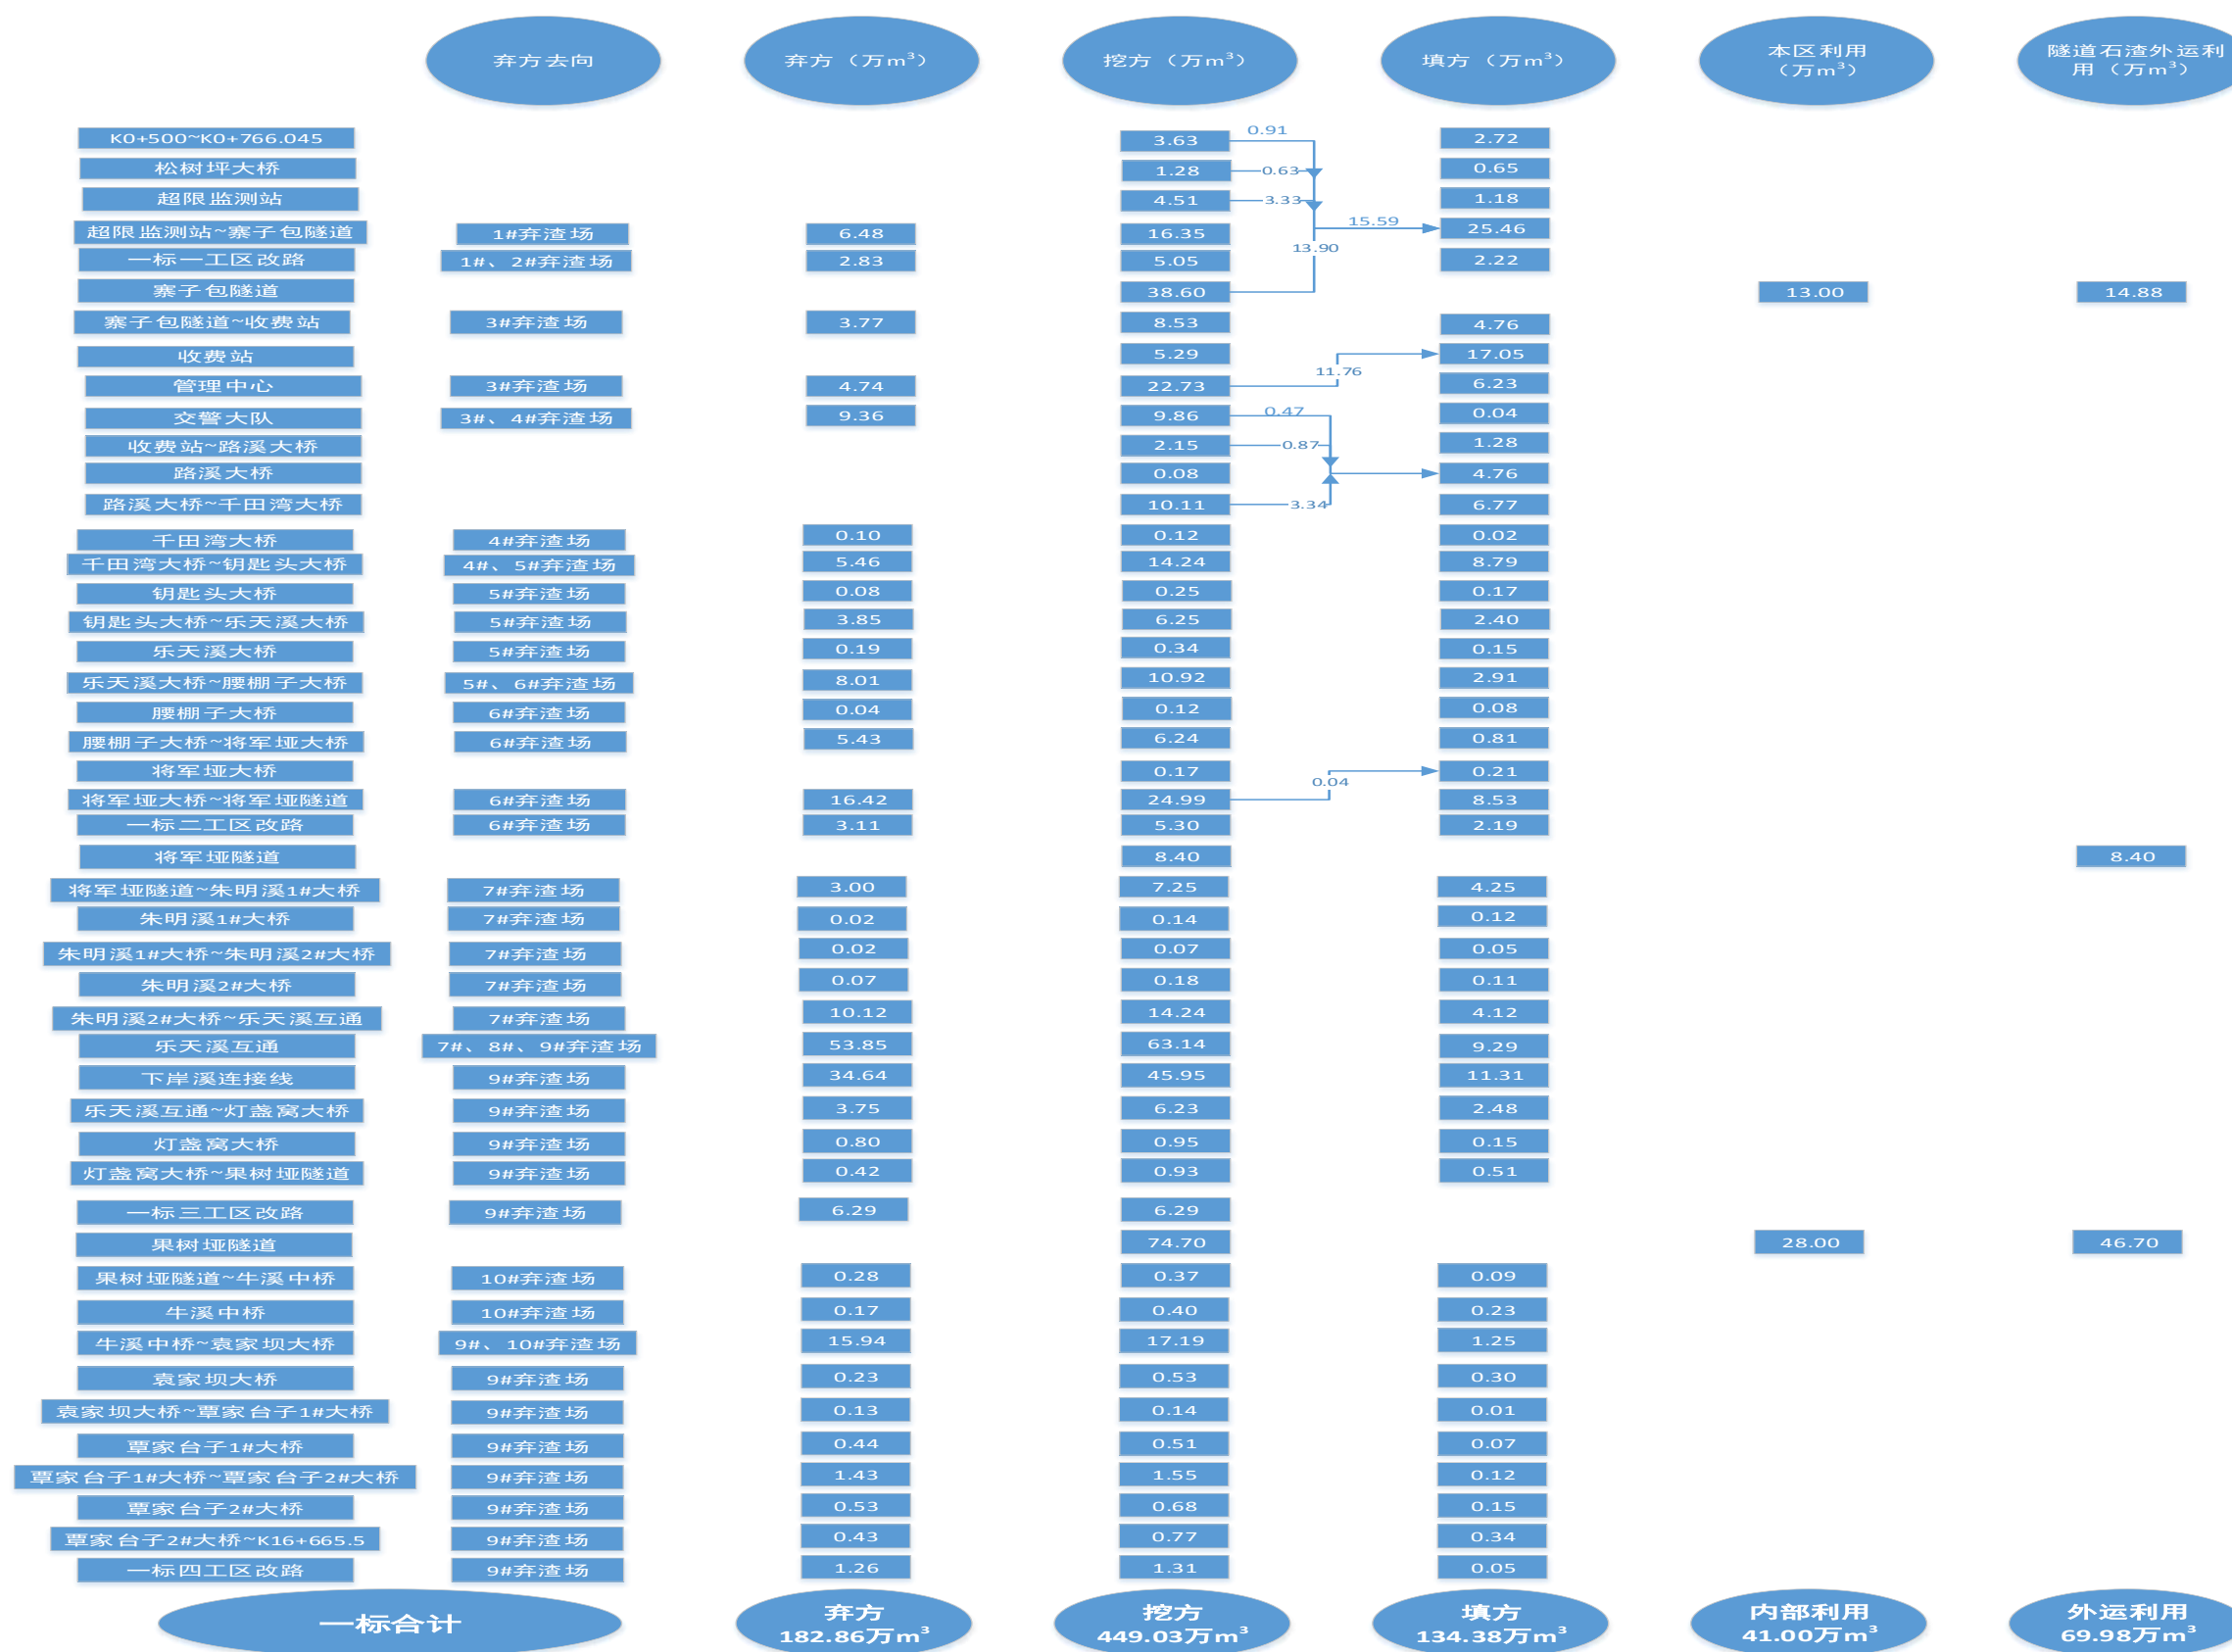 弃方去向
弃方（万m³）
挖方（万m³）
填方（万m³）
本区利用
（万m³）
隧道石渣外运利
用（万m³）
K0+500~K0+766.045
3.63
0.91
2.72
松树坪大桥
1.28
0.63
0.65
超限监测站
4.51
3.33
1.18
超限监测站~寨子包隧道
1#弃渣场
6.48
16.35
15.59
25.46
13.90
一标一工区改路
1#、2#弃渣场
2.83
5.05
2.22
寨子包隧道
38.60
13.00
14.88
寨子包隧道~收费站
3#弃渣场
3.77
8.53
4.76
收费站
5.29
17.05
11.76
管理中心
3#弃渣场
4.74
22.73
6.23
交警大队
3#、4#弃渣场
9.36
9.86
0.47
0.04
收费站~路溪大桥
2.15
0.87
1.28
路溪大桥
0.08
4.76
路溪大桥~千田湾大桥
10.11
3.34
6.77
千田湾大桥
4#弃渣场
0.10
0.12
0.02
千田湾大桥~钥匙头大桥
4#、5#弃渣场
5.46
14.24
8.79
钥匙头大桥
5#弃渣场
0.08
0.25
0.17
钥匙头大桥~乐天溪大桥
5#弃渣场
3.85
6.25
2.40
乐天溪大桥
5#弃渣场
0.19
0.34
0.15
乐天溪大桥~腰棚子大桥
5#、6#弃渣场
8.01
10.92
2.91
腰棚子大桥
6#弃渣场
0.04
0.12
0.08
腰棚子大桥~将军垭大桥
6#弃渣场
5.43
6.24
0.81
将军垭大桥
0.17
0.04
0.21
将军垭大桥~将军垭隧道
6#弃渣场
16.42
24.99
8.53
一标二工区改路
6#弃渣场
3.11
5.30
2.19
将军垭隧道
8.40
8.40
将军垭隧道~朱明溪1#大桥
7#弃渣场
3.00
7.25
4.25
朱明溪1#大桥
7#弃渣场
0.02
0.14
0.12
朱明溪1#大桥~朱明溪2#大桥
7#弃渣场
0.02
0.07
0.05
朱明溪2#大桥
7#弃渣场
0.07
0.18
0.11
朱明溪2#大桥~乐天溪互通
7#弃渣场
10.12
14.24
4.12
乐天溪互通
7#、8#、9#弃渣场
53.85
63.14
9.29
下岸溪连接线
9#弃渣场
34.64
45.95
11.31
乐天溪互通~灯盏窝大桥
9#弃渣场
3.75
6.23
2.48
灯盏窝大桥
9#弃渣场
0.80
0.95
0.15
灯盏窝大桥~果树垭隧道
9#弃渣场
0.42
0.93
0.51
一标三工区改路
9#弃渣场
6.29
6.29
果树垭隧道
74.70
28.00
46.70
果树垭隧道~牛溪中桥
10#弃渣场
0.28
0.37
0.09
牛溪中桥
10#弃渣场
0.17
0.40
0.23
牛溪中桥~袁家坝大桥
9#、10#弃渣场
15.94
17.19
1.25
袁家坝大桥
9#弃渣场
0.23
0.53
0.30
袁家坝大桥~覃家台子1#大桥
9#弃渣场
0.13
0.14
0.01
覃家台子1#大桥
9#弃渣场
0.44
0.51
0.07
覃家台子1#大桥~覃家台子2#大桥
9#弃渣场
1.43
1.55
0.12
覃家台子2#大桥
9#弃渣场
0.53
0.68
0.15
覃家台子2#大桥~K16+665.5
9#弃渣场
0.43
0.77
0.34
一标四工区改路
9#弃渣场
1.26
1.31
0.05
一标合计
弃方
182.86万m³
挖方
449.03万m³
填方
134.38万m³
内部利用
41.00万m³
外运利用
69.98万m³